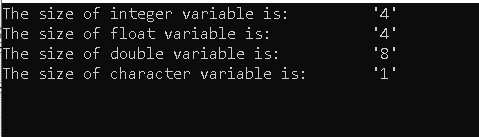 The size of integer variable is: '4'
The size of float variable is: '4'
The size of double variable is: '8'
The size of character variable is: '1'